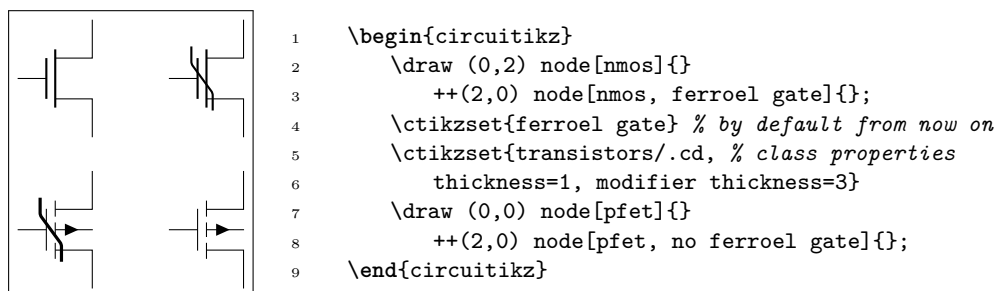 1 \begin{circuitikz}
2 \draw (0,2) node[nmos]{}
3 ++(2,0) node[nmos, ferroel gate]{};
4 \ctikzset{ferroel gate} % by default from now on
5 \ctikzset{transistors/.cd, % class properties
6 thickness=1, modifier thickness=3}
7 \draw (0,0) node[pfet]{}
8 ++(2,0) node[pfet, no ferroel gate]{};
9 \end{circuitikz}